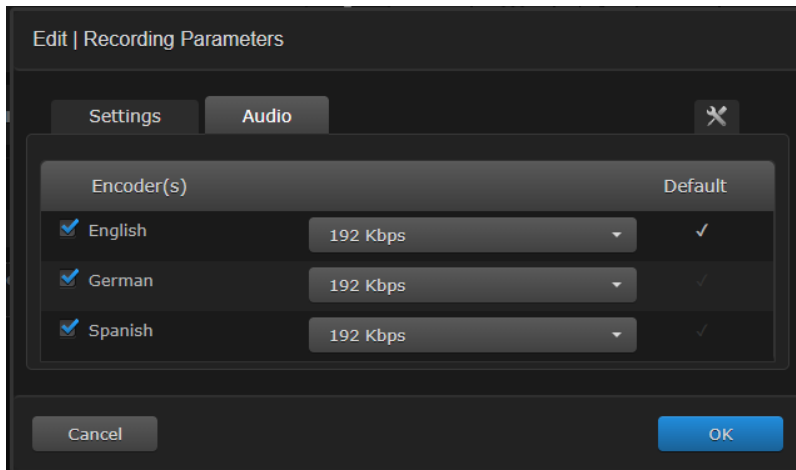 Edit | Recording Parameters
Settings Audio
Encoder(s) Default
English 192 Kbps
German 192 Kbps
Spanish 192 Kbps
Cancel OK